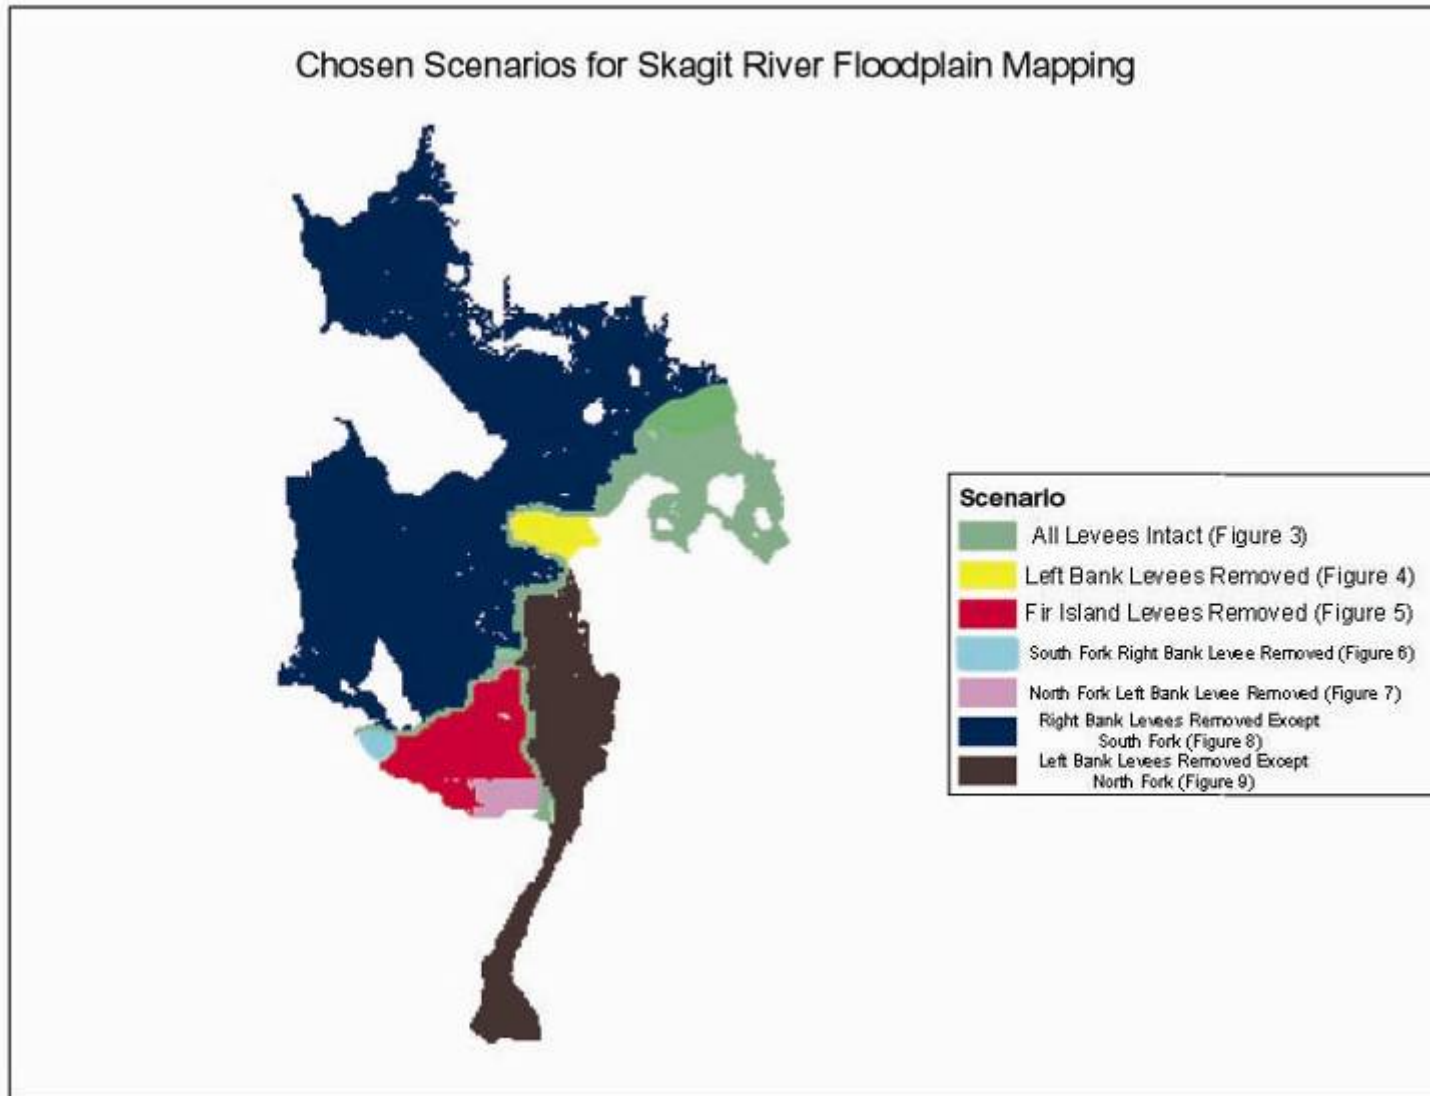 Chosen Scenarios for Skagit River Floodplain Mapping
Scenario
All Levees Intact (Figure 3)
Left Bank Levees Removed (Figure 4)
Fir Island Levees Removed (Figure 5)
South Fork Right Bank Levee Removed (Figure 6)
North Fork Left Bank Levee Removed (Figure 7)
Right Bank Levees Removed Except
South Fork (Figure 8)
Left Bank Levees Removed Except
North Fork (Figure 9)